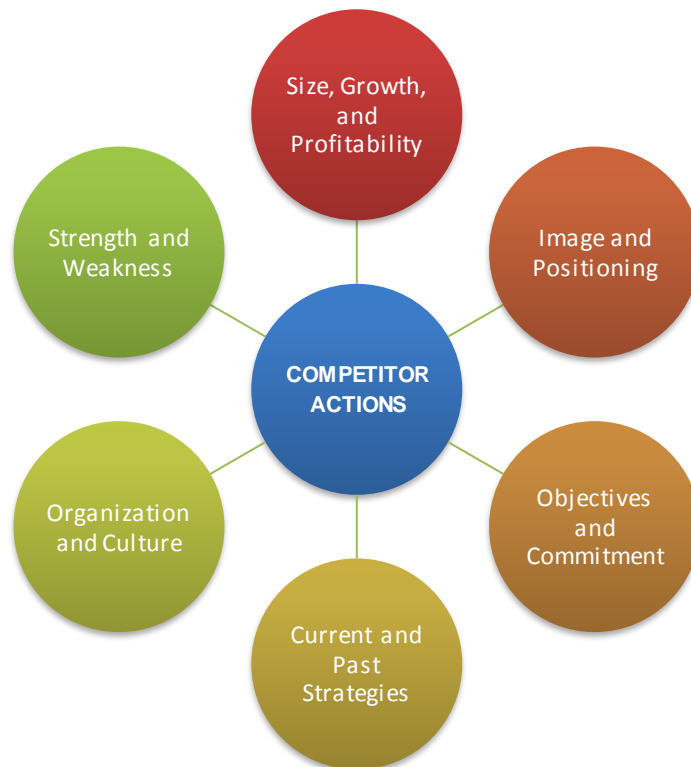 Size, Growth,
and
Profitability
Image and
Positioning
Objectives
and
Commitment
Current and
Past
Strategies
Organization
and Culture
Strength and
Weakness
COMPETITOR
ACTIONS